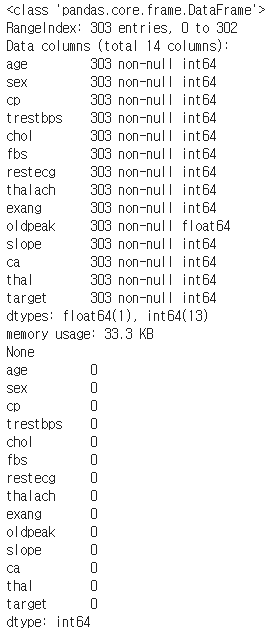 <class 'pandas.core.frame.DataFrame'>
RangeIndex: 303 entries, 0 to 302
Data columns (total 14 columns):
age         303 non-null int64
sex         303 non-null int64
cp          303 non-null int64
trestbps    303 non-null int64
chol        303 non-null int64
fbs         303 non-null int64
restecg     303 non-null int64
thalach     303 non-null int64
exang       303 non-null int64
oldpeak     303 non-null float64
slope       303 non-null int64
ca          303 non-null int64
thal        303 non-null int64
target      303 non-null int64
dtypes: float64(1), int64(13)
memory usage: 33.3 KB
None
age         0
sex         0
cp          0
trestbps    0
chol        0
fbs         0
restecg     0
thalach     0
exang       0
oldpeak     0
slope       0
ca          0
thal        0
target      0
dtype: int64